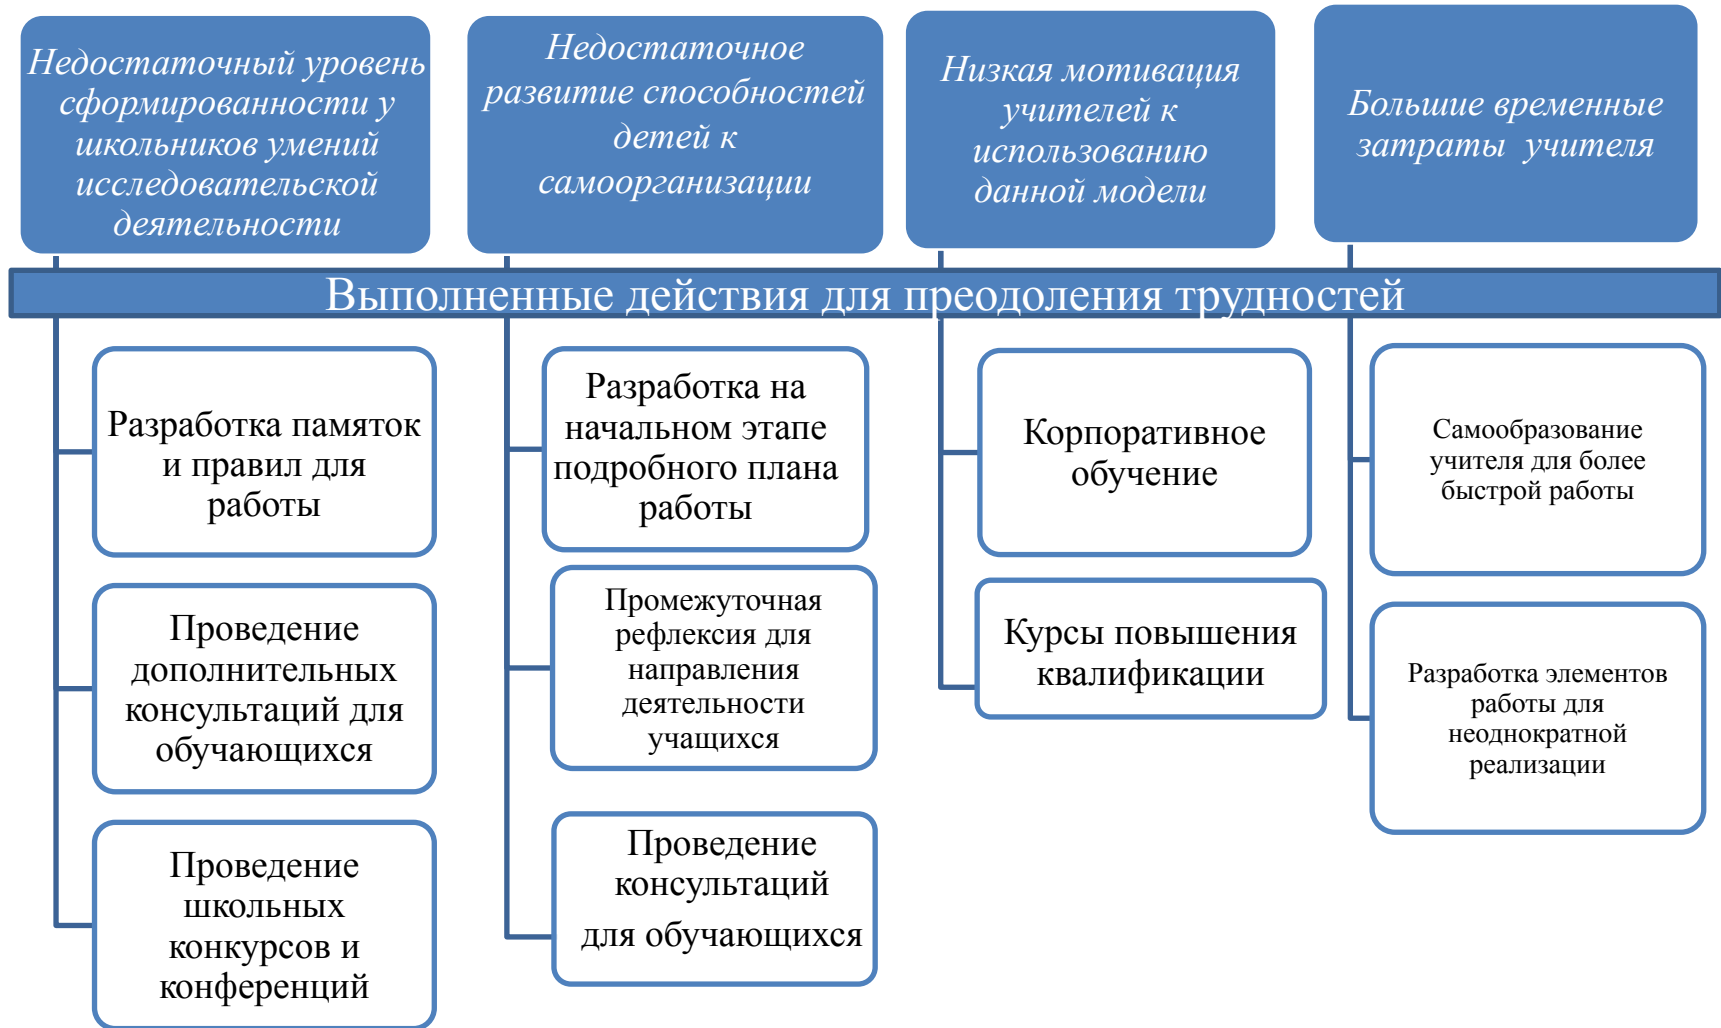 Недостаточный уровень
сформированности у
школьников умений
исследовательской
деятельности
Недостаточное
развитие способностей
детей к
самоорганизации
Низкая мотивация
учителей к
использованию
данной модели
Большие временные
затраты учителя
Выполненные действия для преодоления трудностей
Разработка памяток
и правил для
работы
Проведение
дополнительных
консультаций для
обучающихся
Проведение
школьных
конкурсов и
конференций
Разработка на
начальном этапе
подробного плана
работы
Промежуточная
рефлексия для
направления
деятельности
учащихся
Проведение
консультаций
для обучающихся
Корпоративное
обучение
Курсы повышения
квалификации
Самообразование
учителя для более
быстрой работы
Разработка элементов
работы для
неоднократной
реализации